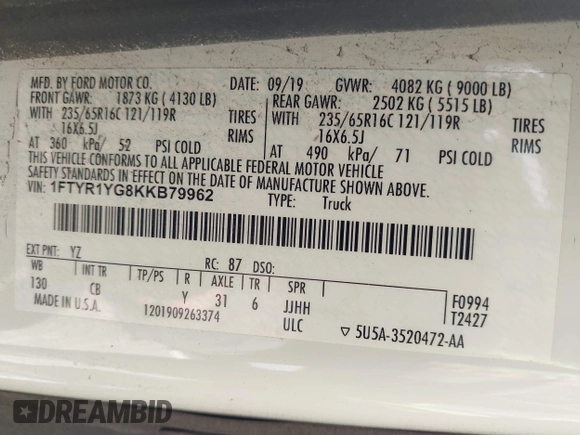 MFD. BY FORD MOTOR CO. DATE: 09/19 GVWR: 4082 KG ( 9000 LB)
FRONT GAWR: 1873 KG ( 4130 LB) REAR GAWR: 2502 KG ( 5515 LB)
WITH 235/65R16C 121/119R TIRES WITH 235/65R16C 121/119R TIRES
16X6.5J RIMS 16X6.5J RIMS
AT 360 kPa/ 52 PSI COLD AT 490 kPa/ 71 PSI COLD
THIS VEHICLE CONFORMS TO ALL APPLICABLE FEDERAL MOTOR VEHICLE
SAFETY STANDARDS IN EFFECT ON THE DATE OF MANUFACTURE SHOWN ABOVE.
VIN: 1FTYR1YG8KKB79962 TYPE: Truck
EXT PNT: YZ RC: 87 DSO:
WB INT TR TP/PS R AXLE TR SPR
130 CB Y 31 6 JJHH F0994
MADE IN U.S.A. 1201909263374 ULC T2427
5U5A-3520472-AA
DREAMBID